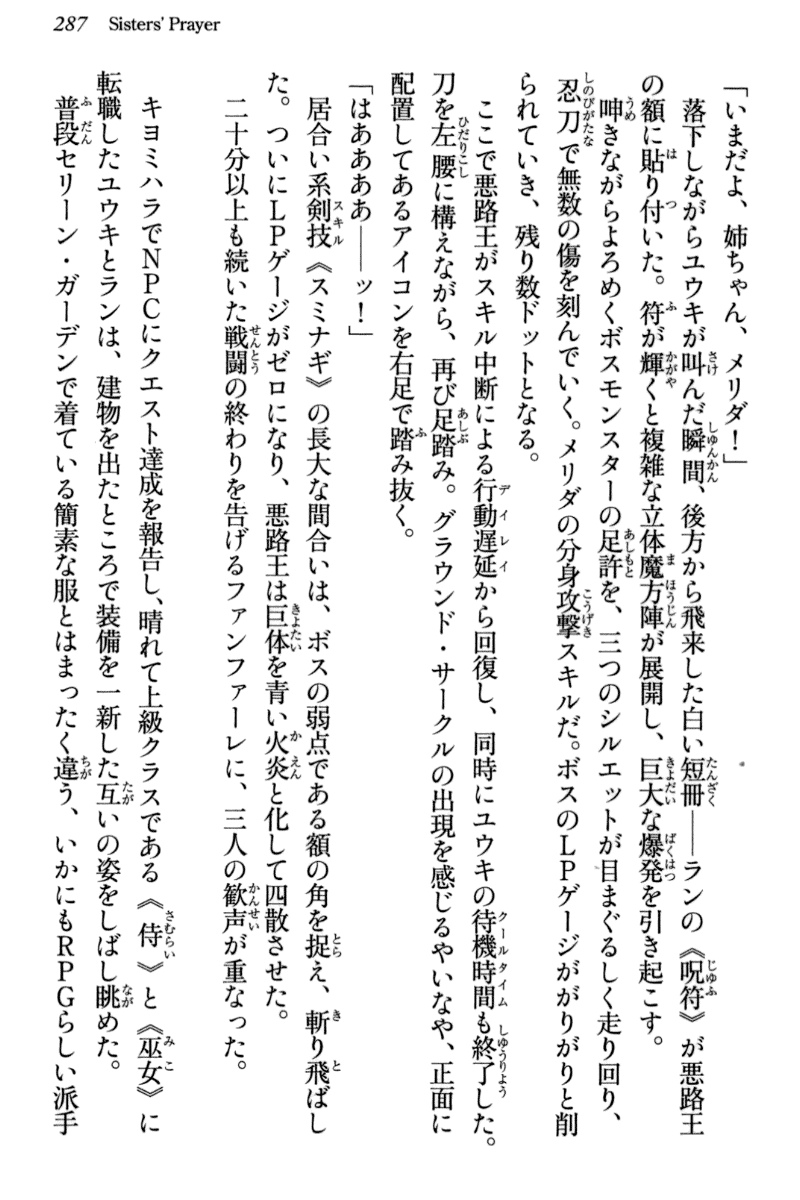 287 Sisters' Prayer
「いまだよ、姉ちゃん、メリダ！」
落下しながらユウキが叫んだ瞬間、後方から飛来した白い短冊――ランの《呪符》が悪路王
の額に貼り付いた。符が輝くと複雑な立体魔方陣が展開し、巨大な爆発を引き起こす。
呻きながらよろめくボスモンスターの足許を、三つのシルエットが目まぐるしく走り回り、
忍刀で無数の傷を刻んでいく。メリダの分身攻撃スキルだ。ボスのＬＰゲージががりがりと削
られていき、残り数ドットとなる。
ここで悪路王がスキル中断による行動遅延から回復し、同時にユウキの待機時間も終了した。
刀を左腰に構えながら、再び足踏み。グラウンド・サークルの出現を感じるやいなや、正面に
配置してあるアイコンを右足で踏み抜く。
「はああああ――ッ！」
居合い系剣技《スミナギ》の長大な間合いは、ボスの弱点である額の角を捉え、斬り飛ばし
た。ついにＬＰゲージがゼロになり、悪路王は巨体を青い火炎と化して四散させた。
二十分以上も続いた戦闘の終わりを告げるファンファーレに、三人の歓声が重なった。
キヨミハラでＮＰＣにクエスト達成を報告し、晴れて上級クラスである《侍》と《巫女》に
転職したユウキとランは、建物を出たところで装備を一新した互いの姿をしばし眺めた。
普段セリーン・ガーデンで着ている簡素な服とはまったく違う、いかにもＲＰＧらしい派手